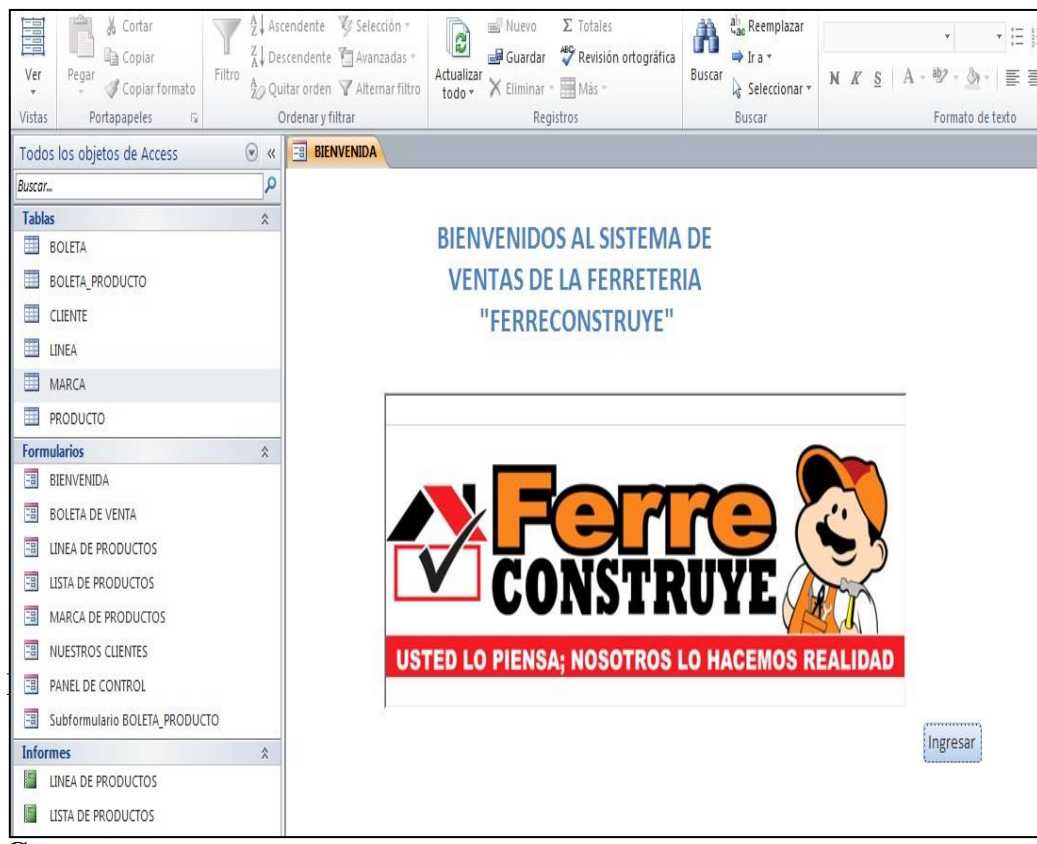 Ver
Vistas
Pegar
Cortar
Copiar
Copiar formato
Portapapeles
Filtro
Ascendente
Descendente
Quitar orden
Selección
Avanzadas
Alternar filtro
Ordenar y filtrar
Actualizar todo
Nuevo
Guardar
Eliminar
Σ Totales
Revisión ortográfica
Más
Registros
Buscar
Reemplazar
Ir a
Seleccionar
Buscar
N K S A
Formato de texto
Todos los objetos de Access
Buscar...
Tablas
BOLETA
BOLETA_PRODUCTO
CLIENTE
LINEA
MARCA
PRODUCTO
Formularios
BIENVENIDA
BOLETA DE VENTA
LINEA DE PRODUCTOS
LISTA DE PRODUCTOS
MARCA DE PRODUCTOS
NUESTROS CLIENTES
PANEL DE CONTROL
Subformulario BOLETA_PRODUCTO
Informes
LINEA DE PRODUCTOS
LISTA DE PRODUCTOS
BIENVENIDA
BIENVENIDOS AL SISTEMA DE
VENTAS DE LA FERRETERIA
"FERRECONSTRUYE"
Ferre
CONSTRUYE
USTED LO PIENSA; NOSOTROS LO HACEMOS REALIDAD
Ingresar